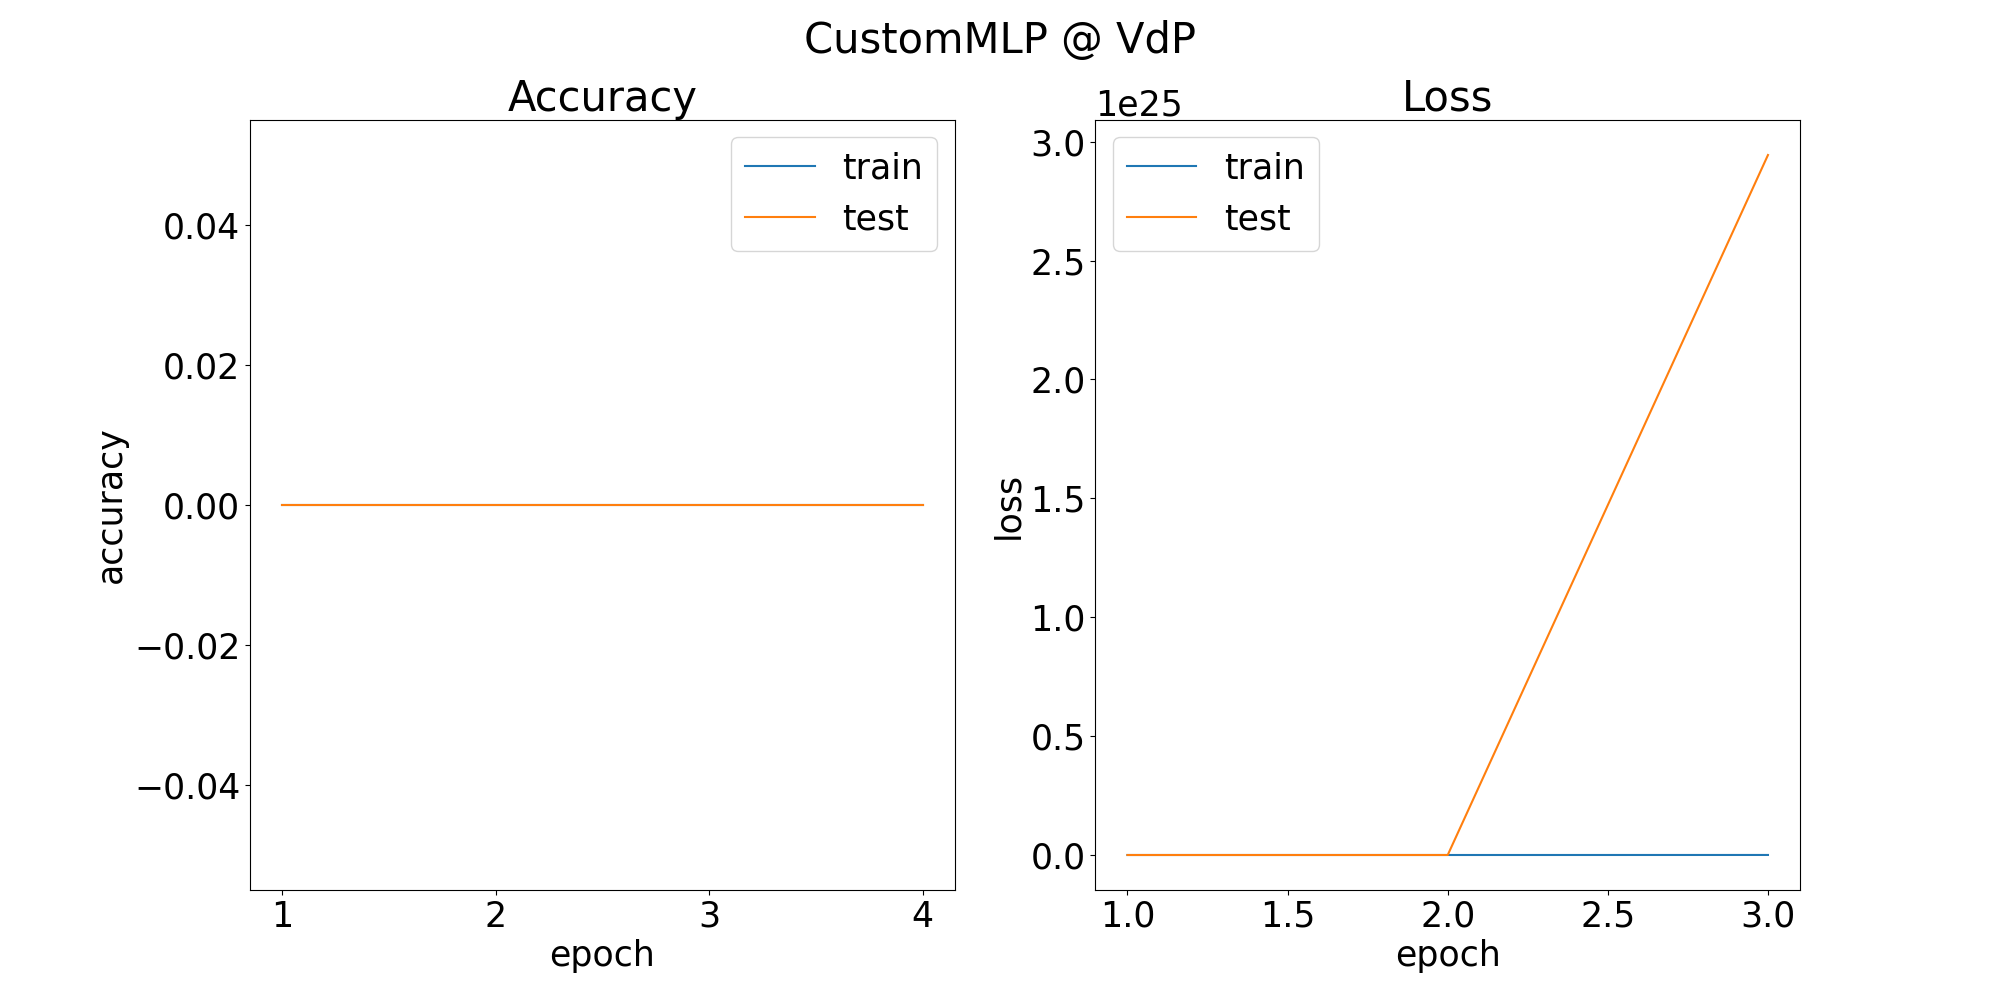 CustomMLP @ VdP
Accuracy
train
test
0.04
0.02
0.00
−0.02
−0.04
accuracy
1 2 3 4
epoch
Loss
1e25
train
test
3.0
2.5
2.0
1.5
1.0
0.5
0.0
loss
1.0 1.5 2.0 2.5 3.0
epoch